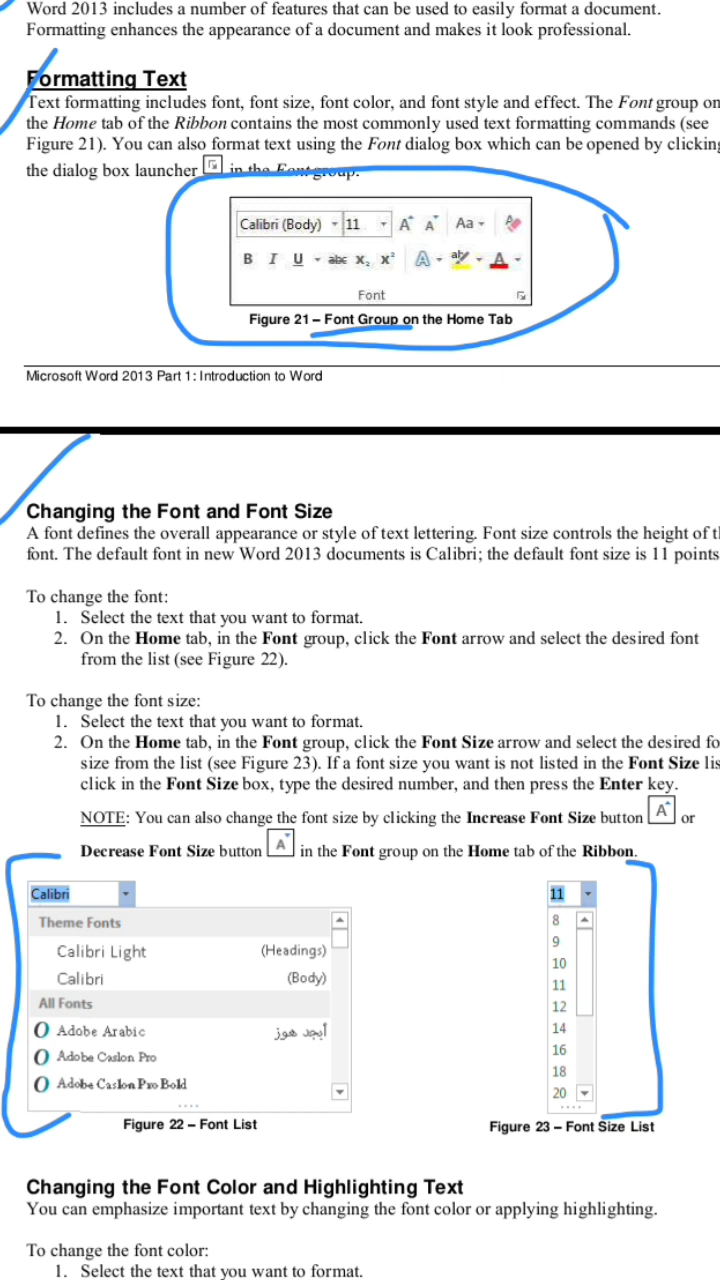 Word 2013 includes a number of features that can be used to easily format a document.
Formatting enhances the appearance of a document and makes it look professional.
Formatting Text
Text formatting includes font, font size, font color, and font style and effect. The Font group on
the Home tab of the Ribbon contains the most commonly used text formatting commands (see
Figure 21). You can also format text using the Font dialog box which can be opened by clicking
the dialog box launcher in the Font group.
Calibri (Body) 11 A A Aa A
B I U abc X₂ X² A ab A
Font
Figure 21 – Font Group on the Home Tab
Microsoft Word 2013 Part 1: Introduction to Word
Changing the Font and Font Size
A font defines the overall appearance or style of text lettering. Font size controls the height of
font. The default font in new Word 2013 documents is Calibri; the default font size is 11 points
To change the font:
1. Select the text that you want to format.
2. On the Home tab, in the Font group, click the Font arrow and select the desired font
from the list (see Figure 22).
To change the font size:
1. Select the text that you want to format.
2. On the Home tab, in the Font group, click the Font Size arrow and select the desired fo
size from the list (see Figure 23). If a font size you want is not listed in the Font Size lis
click in the Font Size box, type the desired number, and then press the Enter key.
NOTE: You can also change the font size by clicking the Increase Font Size button A or
Decrease Font Size button A in the Font group on the Home tab of the Ribbon.
Calibri
Theme Fonts
Calibri Light (Headings)
Calibri (Body)
All Fonts
O Adobe Arabic أبجد هوز
O Adobe Caslon Pro
O Adobe Caslon Pro Bold
....
Figure 22 – Font List
11
8
9
10
11
12
14
16
18
20
....
Figure 23 – Font Size List
Changing the Font Color and Highlighting Text
You can emphasize important text by changing the font color or applying highlighting.
To change the font color:
1. Select the text that you want to format.